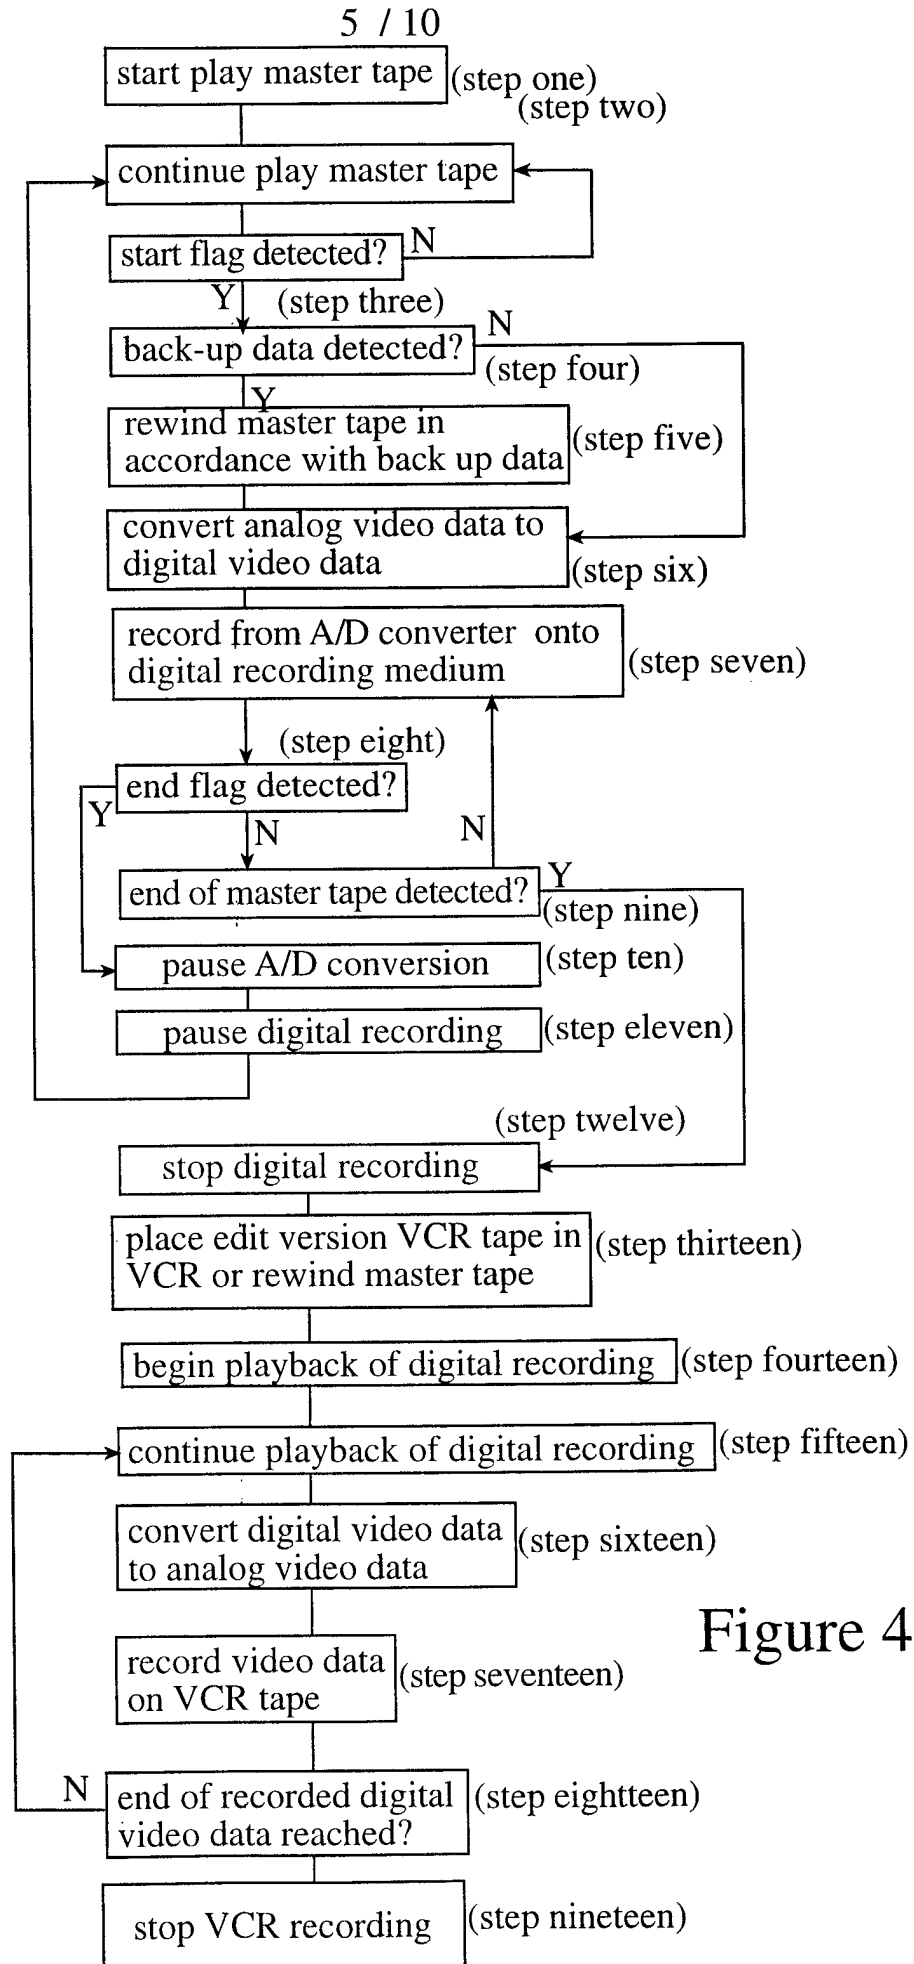 5 / 10
start play master tape
(step one)
(step two)
continue play master tape
start flag detected?
N
Y
(step three)
back-up data detected?
N
(step four)
Y
rewind master tape in
accordance with back up data
(step five)
convert analog video data to
digital video data
(step six)
record from A/D converter onto
digital recording medium
(step seven)
(step eight)
end flag detected?
Y
N
N
end of master tape detected?
Y
(step nine)
pause A/D conversion
(step ten)
pause digital recording
(step eleven)
(step twelve)
stop digital recording
place edit version VCR tape in
VCR or rewind master tape
(step thirteen)
begin playback of digital recording
(step fourteen)
continue playback of digital recording
(step fifteen)
convert digital video data
to analog video data
(step sixteen)
Figure 4
record video data
on VCR tape
(step seventeen)
N
end of recorded digital
video data reached?
(step eightteen)
stop VCR recording
(step nineteen)